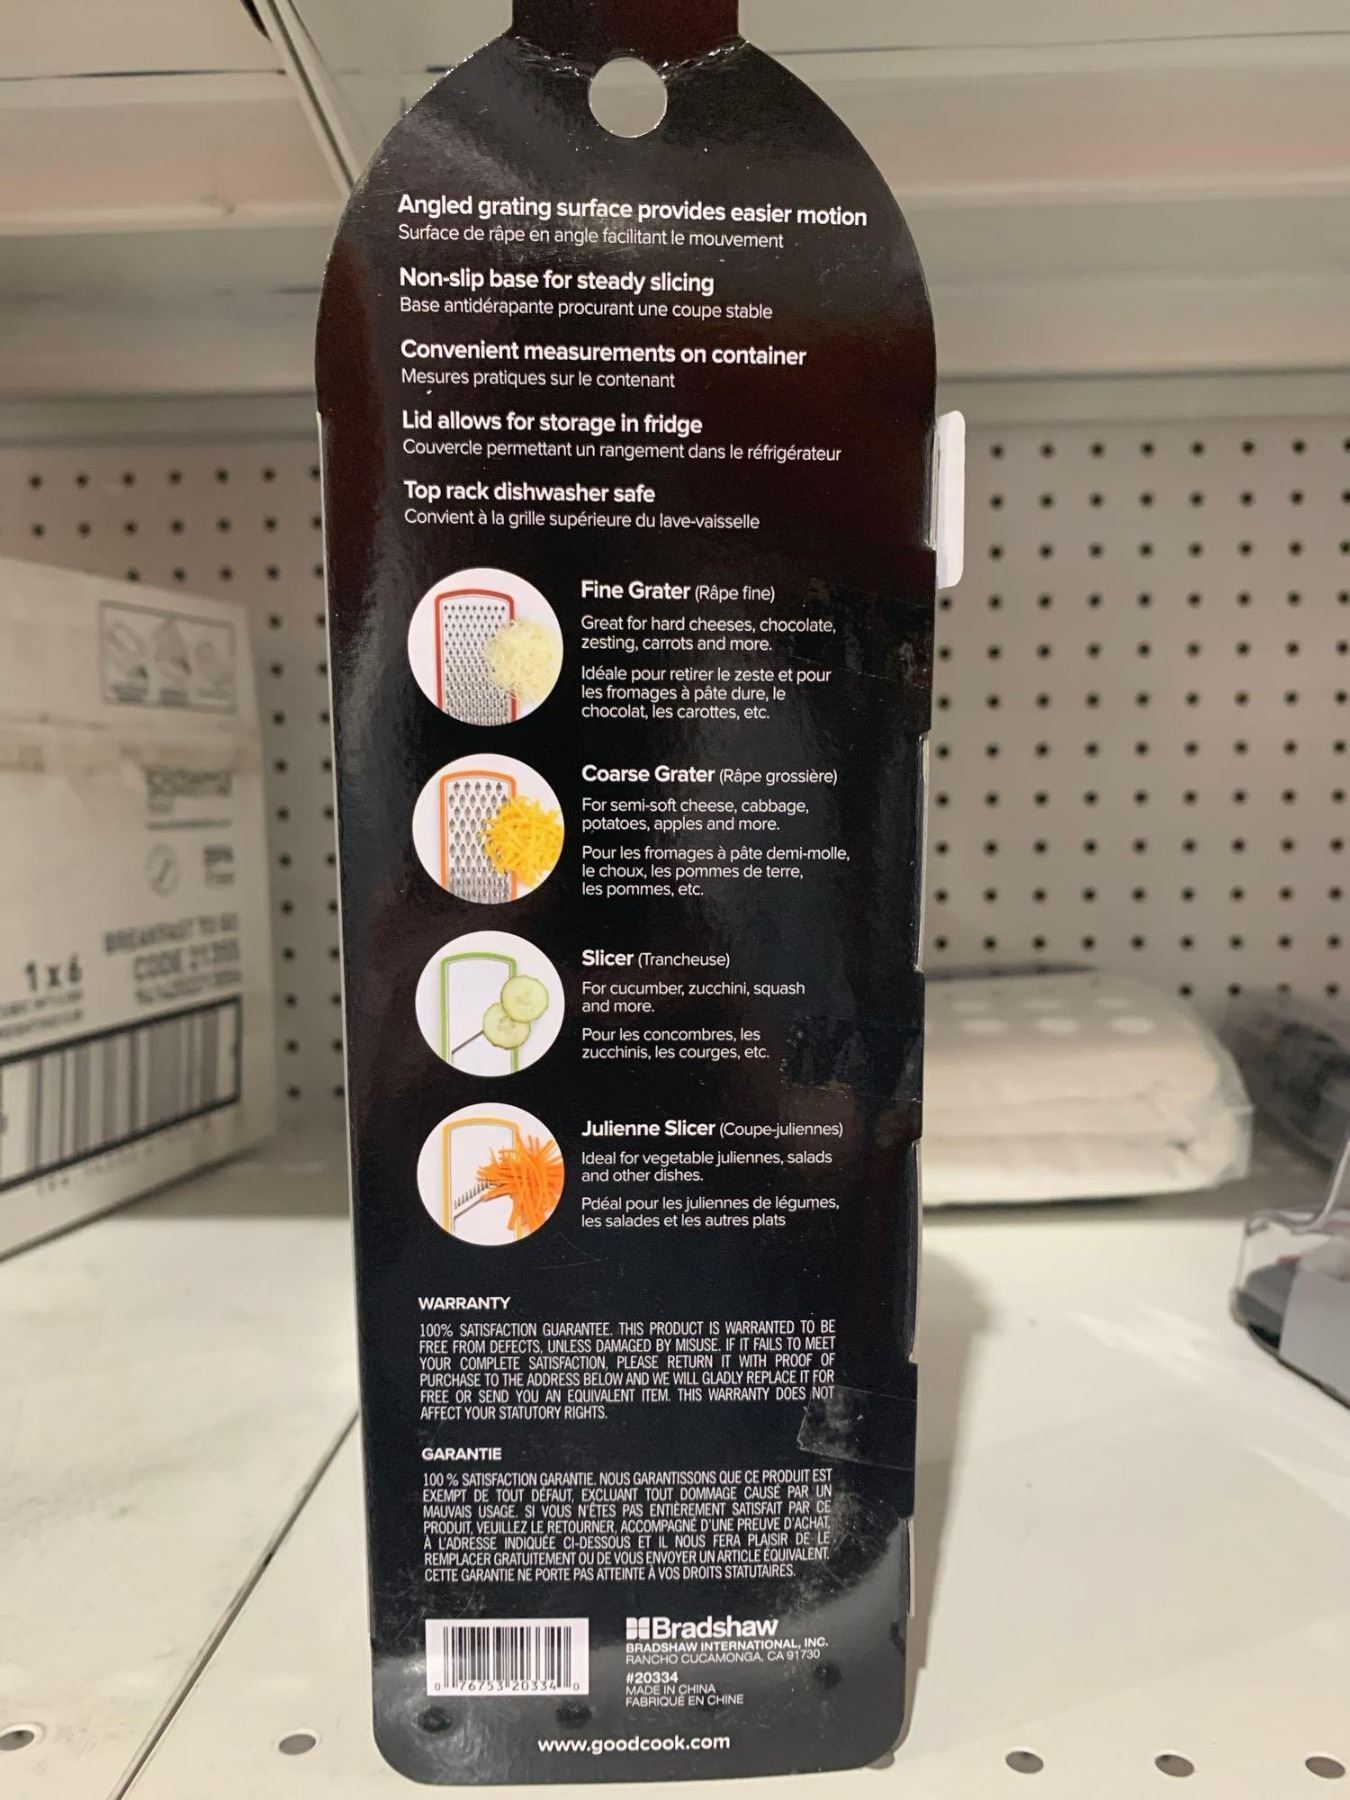 Angled grating surface provides easier motion
Surface de râpe en angle facilitant le mouvement
Non-slip base for steady slicing
Base antidérapante procurant une coupe stable
Convenient measurements on container
Mesures pratiques sur le contenant
Lid allows for storage in fridge
Couvercle permettant un rangement dans le réfrigérateur
Top rack dishwasher safe
Convient à la grille supérieure du lave-vaisselle
Fine Grater (Râpe fine)
Great for hard cheeses, chocolate,
zesting, carrots and more.
Idéale pour retirer le zeste et pour
les fromages à pâte dure, le
chocolat, les carottes, etc.
Coarse Grater (Râpe grossière)
For semi-soft cheese, cabbage,
potatoes, apples and more.
Pour les fromages à pâte demi-molle,
le choux, les pommes de terre,
les pommes, etc.
Slicer (Trancheuse)
For cucumber, zucchini, squash
and more.
Pour les concombres, les
zucchinis, les courges, etc.
Julienne Slicer (Coupe-juliennes)
Ideal for vegetable juliennes, salads
and other dishes.
Pdéal pour les juliennes de légumes,
les salades et les autres plats
WARRANTY
100% SATISFACTION GUARANTEE. THIS PRODUCT IS WARRANTED TO BE
FREE FROM DEFECTS, UNLESS DAMAGED BY MISUSE. IF IT FAILS TO MEET
YOUR COMPLETE SATISFACTION, PLEASE RETURN IT WITH PROOF OF
PURCHASE TO THE ADDRESS BELOW AND WE WILL GLADLY REPLACE IT FOR
FREE OR SEND YOU AN EQUIVALENT ITEM. THIS WARRANTY DOES NOT
AFFECT YOUR STATUTORY RIGHTS.
GARANTIE
100 % SATISFACTION GARANTIE. NOUS GARANTISSONS QUE CE PRODUIT EST
EXEMPT DE TOUT DÉFAUT, EXCLUANT TOUT DOMMAGE CAUSÉ PAR UN
MAUVAIS USAGE. SI VOUS N'ÊTES PAS ENTIÈREMENT SATISFAIT PAR CE
PRODUIT, VEUILLEZ LE RETOURNER, ACCOMPAGNÉ D'UNE PREUVE D'ACHAT,
À L'ADRESSE INDIQUÉE CI-DESSOUS ET IL NOUS FERA PLAISIR DE LE
REMPLACER GRATUITEMENT OU DE VOUS ENVOYER UN ARTICLE ÉQUIVALENT.
CETTE GARANTIE NE PORTE PAS ATTEINTE À VOS DROITS STATUTAIRES.
0 76753 20334 0
Bradshaw
BRADSHAW INTERNATIONAL, INC.
RANCHO CUCAMONGA, CA 91730
#20334
MADE IN CHINA
FABRIQUÉ EN CHINE
www.goodcook.com
BREAKFAST TO GO
1 x 6
CODE 21355